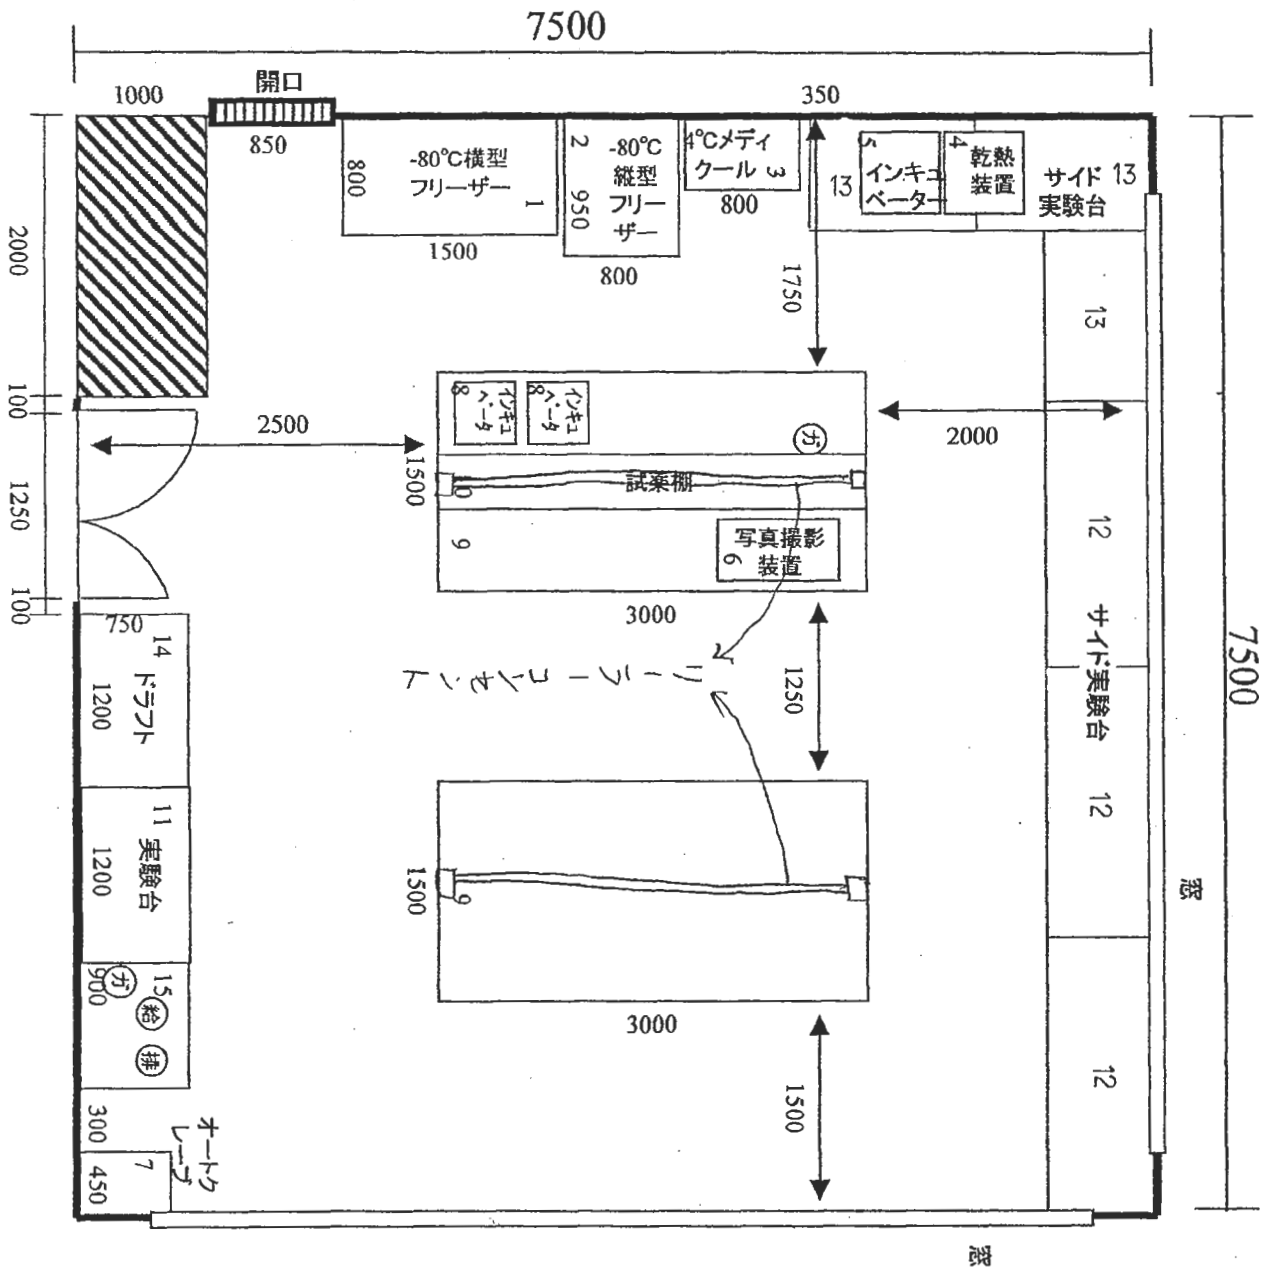 7500
開口
1000
350
850
-80℃横型
フリーザー
800
1
1500
2
-80℃
縦型
フリー
ザー
950
800
4℃メディ
クール
3
800
13
5
インキュ
ベーター
4
乾熱
装置
サイド
実験台
13
2000
100
1250
100
1750
13
2500
2000
8
インキュ
ベータ
8
インキュ
ベータ
ガ
1500
試薬棚
9
写真撮影
装置
6
3000
12
サイド実験台
12
12
7500
リーラーコンセント
1250
750
14
ドラフト
1200
11
実験台
1200
1500
9
3000
15
900
ガ
給
排
300
オートク
レーブ
7
450
1500
窓
窓